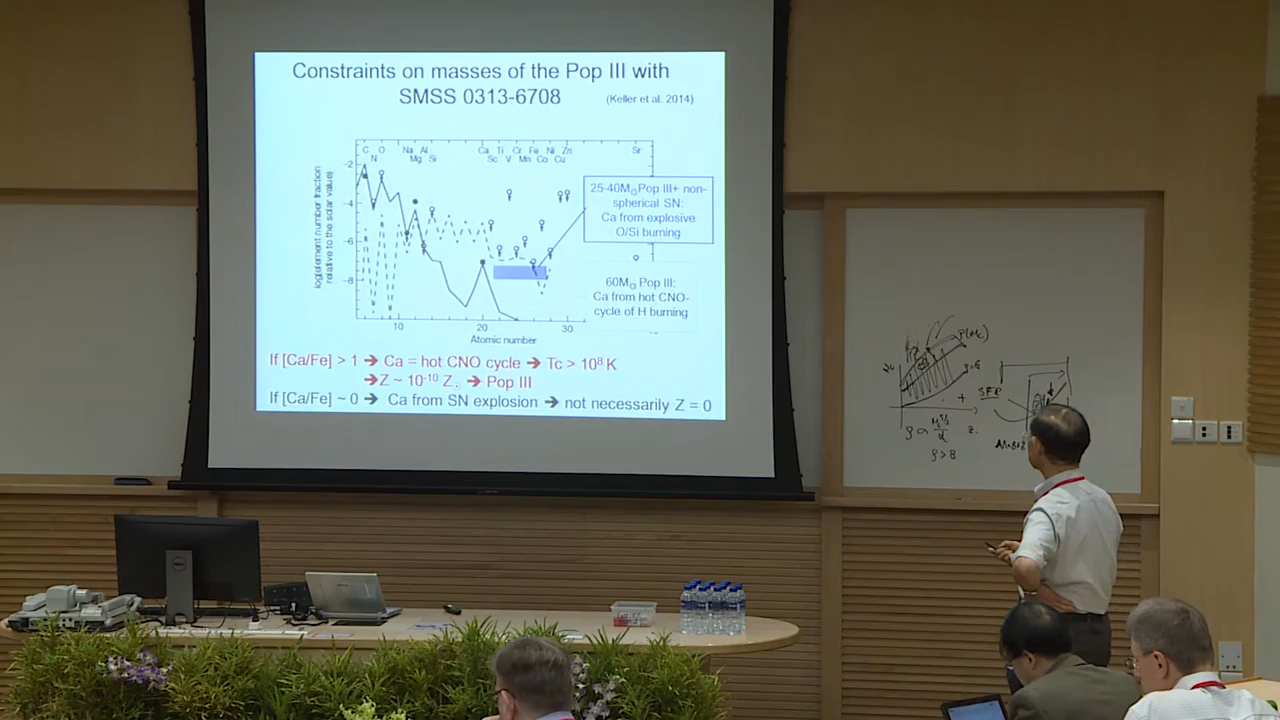 Constraints on masses of the Pop III with
SMSS 0313-6708
(Keller et al. 2014)
C O Na Al Ca Ti Cr Fe Ni Zn Sr
N Mg Si Sc V Mn Co Cu
-2
-4
-6
-8
log(element number fraction
relative to the solar value)
10 20 30
Atomic number
25-40M⊙Pop III+ non-
spherical SN:
Ca from explosive
O/Si burning
60M⊙ Pop III:
Ca from hot CNO-
cycle of H burning
If [Ca/Fe] > 1 ➔ Ca = hot CNO cycle ➔ Tc > 10⁸ K
➔Z ~ 10⁻¹⁰ Z. ➔ Pop III
If [Ca/Fe] ~ 0 ➔ Ca from SN explosion ➔ not necessarily Z = 0
SFR
ρ > 8
DELL